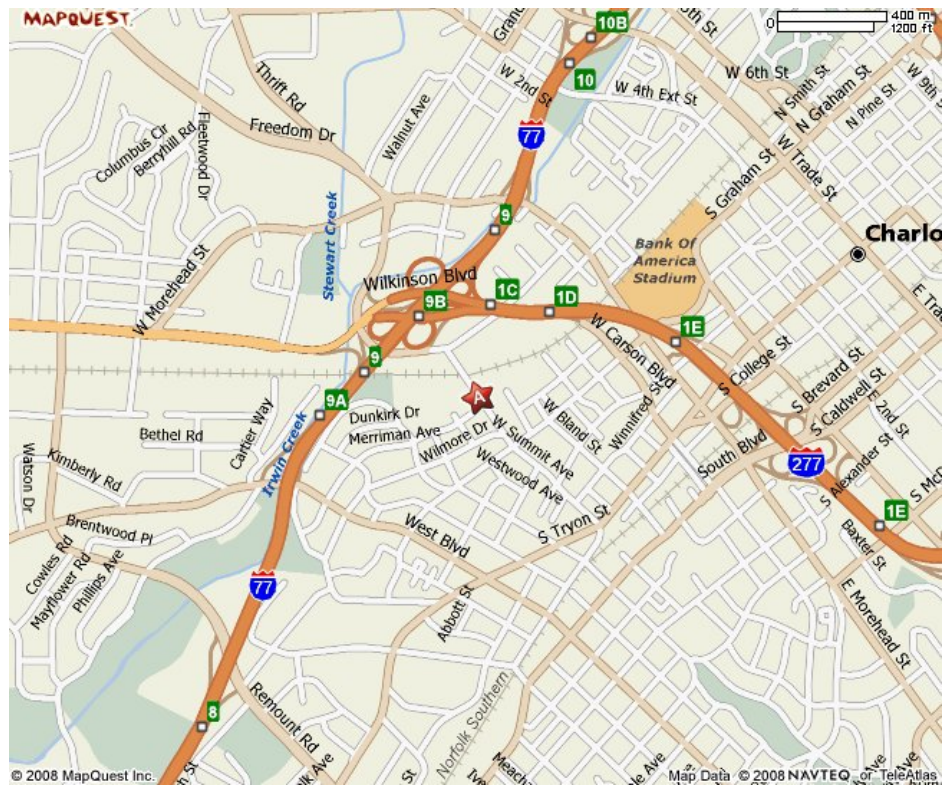 MAPQUEST.
400 m
0
1200 ft
10B
10
W 2nd St
W 4th Ext St
W 6th St
N Smith St
N Graham St
N Pine St
W 9th S
W Trade St
S Graham St
Thrift Rd
Freedom Dr
Walnut Ave
Columbus Cir
Berryhill Rd
Fleetwood Dr
77
Stewart Creek
W Morehead St
9
Bank Of
America
Stadium
Charlo
E Tra
Wilkinson Blvd
9B
1C
1D
1E
W Carson Blvd
S College St
S Brevard St
S Caldwell St
E 2nd St
9
9A
A
Dunkirk Dr
Merriman Ave
Wilmore Dr
W Summit Ave
W Bland St
Winnifred St
Westwood Ave
South Blvd
277
S Alexander St
S McD
1E
Bethel Rd
Cartier Way
Irwin Creek
Kimberly Rd
Watson Dr
Brentwood Pl
Cowles Rd
Mayflower Rd
Phillips Ave
West Blvd
S Tryon St
Baxter St
E Morehead St
77
Abbott St
8
Remount Rd
Norfolk Southern
© 2008 MapQuest Inc.
Map Data © 2008 NAVTEQ or TeleAtlas